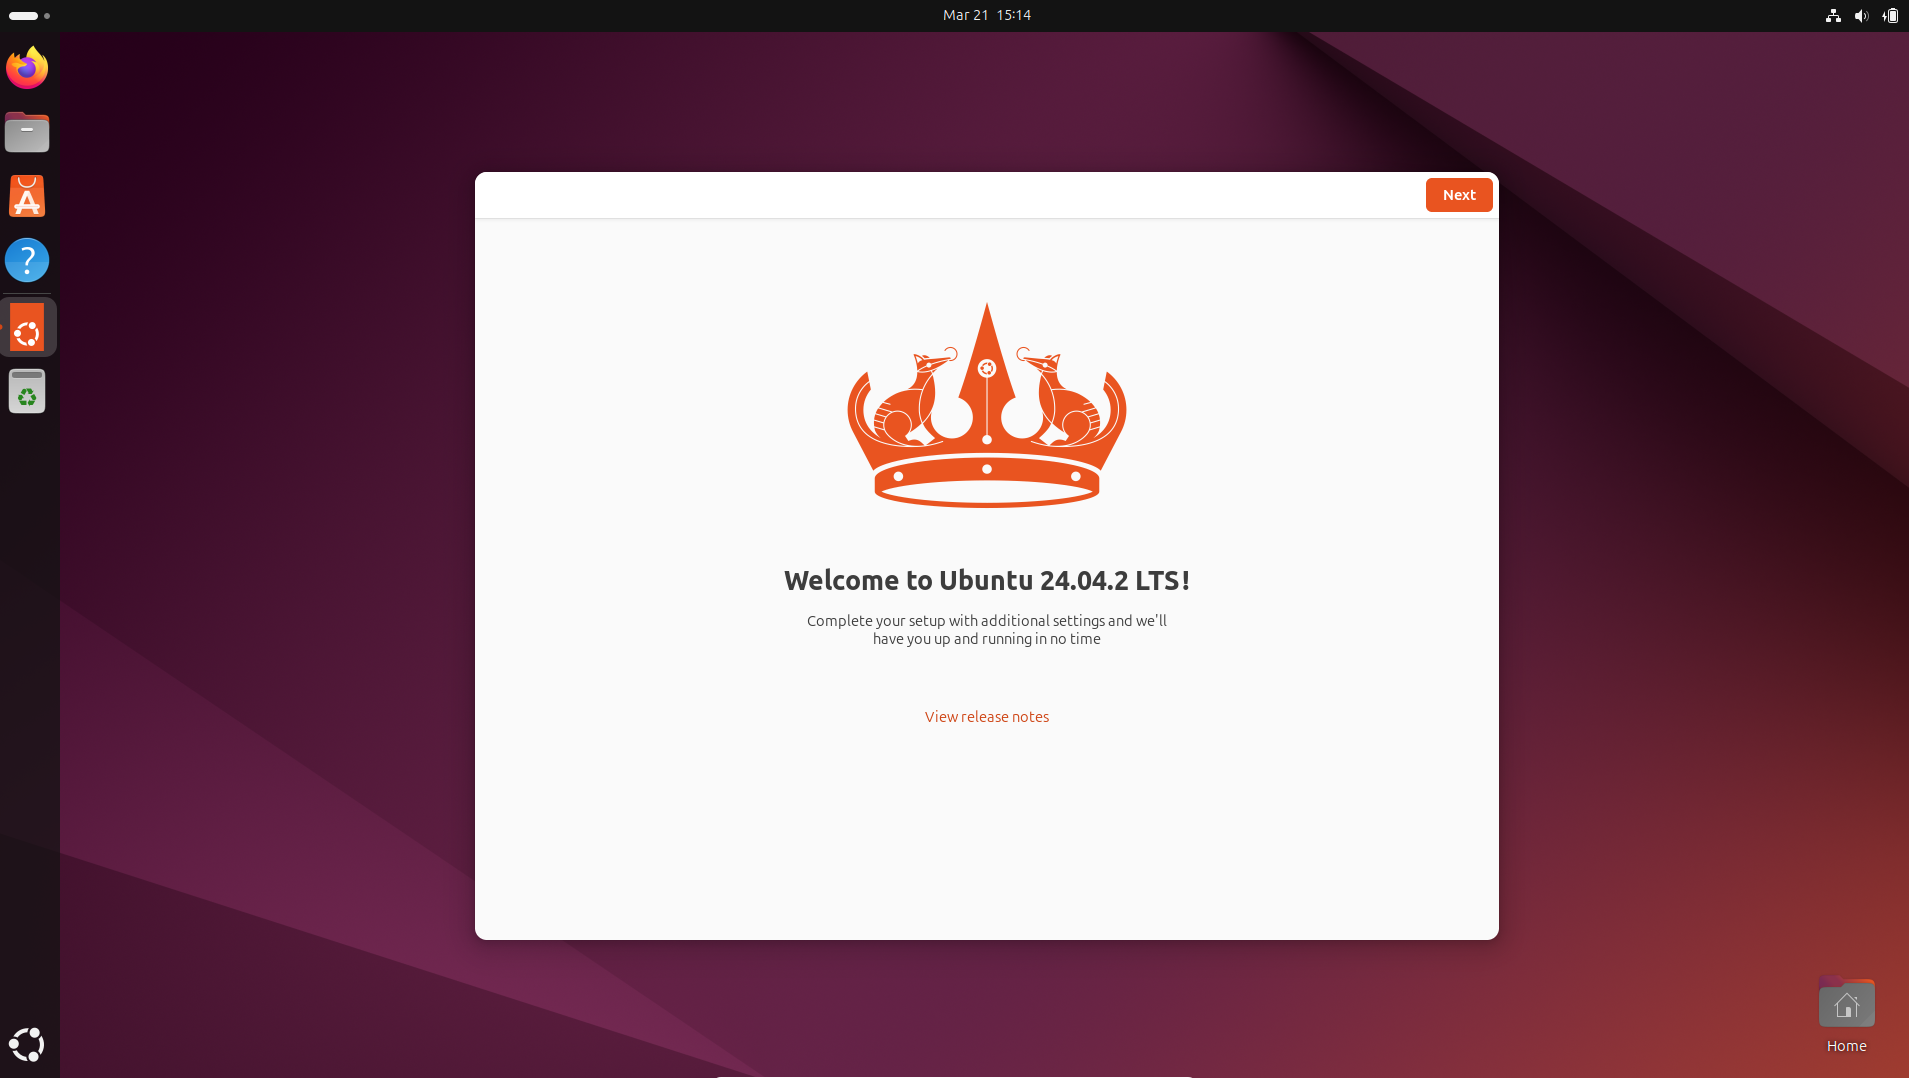 Mar 21 15:14
Next
Welcome to Ubuntu 24.04.2 LTS!
Complete your setup with additional settings and we'll
have you up and running in no time
View release notes
Home